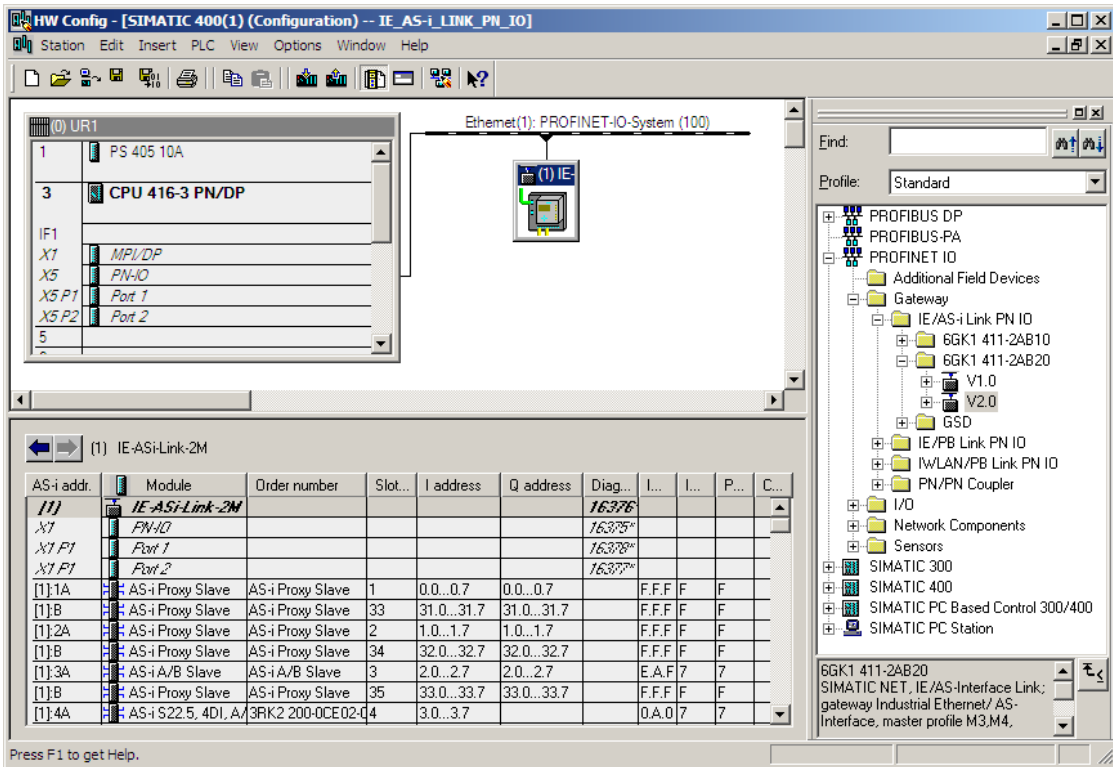 HW Config - [SIMATIC 400(1) (Configuration) -- IE_AS-i_LINK_PN_IO]
Station Edit Insert PLC View Options Window Help
(0) UR1
1 PS 405 10A
3 CPU 416-3 PN/DP
IF1
X1 MPI/DP
X5 PN-IO
X5 P1 Port 1
X5 P2 Port 2
5
Ethernet(1): PROFINET-IO-System (100)
(1) IE-
Find:
Profile: Standard
PROFIBUS DP
PROFIBUS-PA
PROFINET IO
Additional Field Devices
Gateway
IE/AS-i Link PN IO
6GK1 411-2AB10
6GK1 411-2AB20
V1.0
V2.0
GSD
IE/PB Link PN IO
IWLAN/PB Link PN IO
PN/PN Coupler
I/O
Network Components
Sensors
SIMATIC 300
SIMATIC 400
SIMATIC PC Based Control 300/400
SIMATIC PC Station
6GK1 411-2AB20
SIMATIC NET, IE/AS-Interface Link;
gateway Industrial Ethernet/ AS-
Interface, master profile M3,M4,
(1) IE-ASi-Link-2M
AS-i addr. Module Order number Slot... I address Q address Diag... I... I... P... C...
[1] IE-ASi-Link-2M 16376
X1 PN-IO 16375*
X1 P1 Port 1 16378*
X1 P1 Port 2 16377*
[1]:1A AS-i Proxy Slave AS-i Proxy Slave 1 0.0...0.7 0.0...0.7 F.F.F F F
[1]:B AS-i Proxy Slave AS-i Proxy Slave 33 31.0...31.7 31.0...31.7 F.F.F F F
[1]:2A AS-i Proxy Slave AS-i Proxy Slave 2 1.0...1.7 1.0...1.7 F.F.F F F
[1]:B AS-i Proxy Slave AS-i Proxy Slave 34 32.0...32.7 32.0...32.7 F.F.F F F
[1]:3A AS-i A/B Slave AS-i A/B Slave 3 2.0...2.7 2.0...2.7 E.A.F 7 7
[1]:B AS-i Proxy Slave AS-i Proxy Slave 35 33.0...33.7 33.0...33.7 F.F.F F F
[1]:4A AS-i S22.5, 4DI, A/ 3RK2 200-0CE02-0 4 3.0...3.7 0.A.0 7 7
Press F1 to get Help.